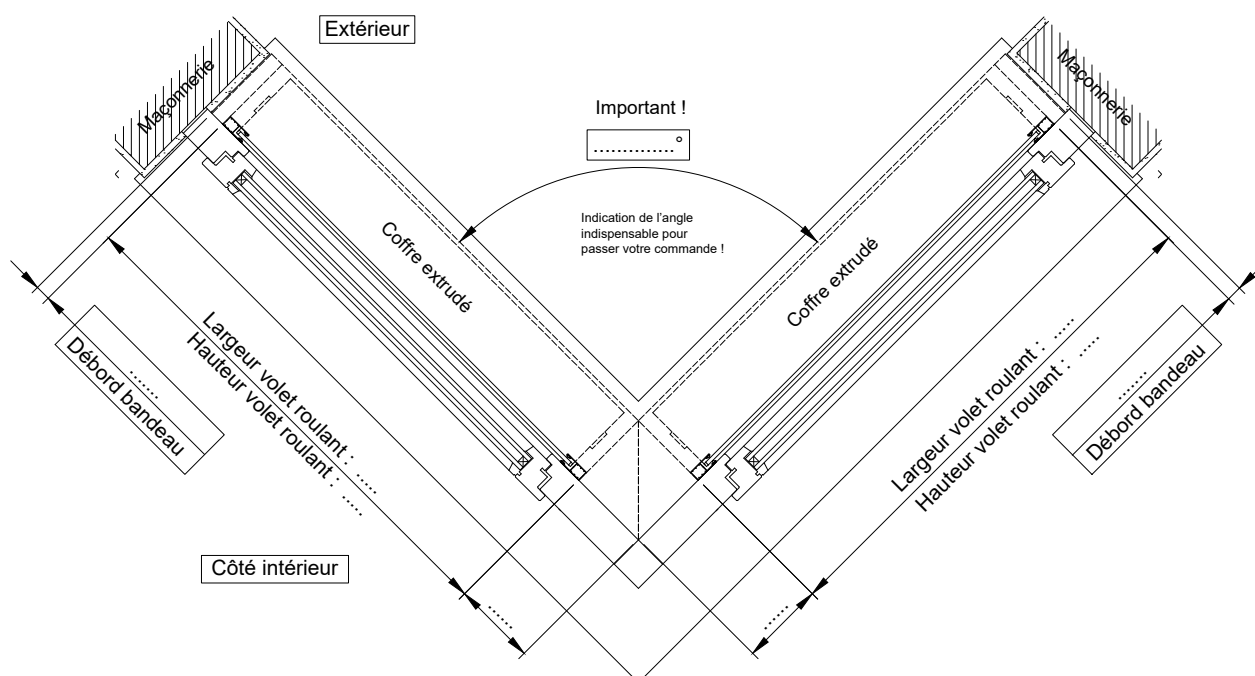 Extérieur
Maçonnerie
Maçonnerie
Important !
..............°
Indication de l'angle
indispensable pour
passer votre commande !
Coffre extrudé
Coffre extrudé
......
Débord bandeau
Largeur volet roulant : .....
Hauteur volet roulant : .....
Largeur volet roulant : .....
Hauteur volet roulant : .....
......
Débord bandeau
Côté intérieur
......
......